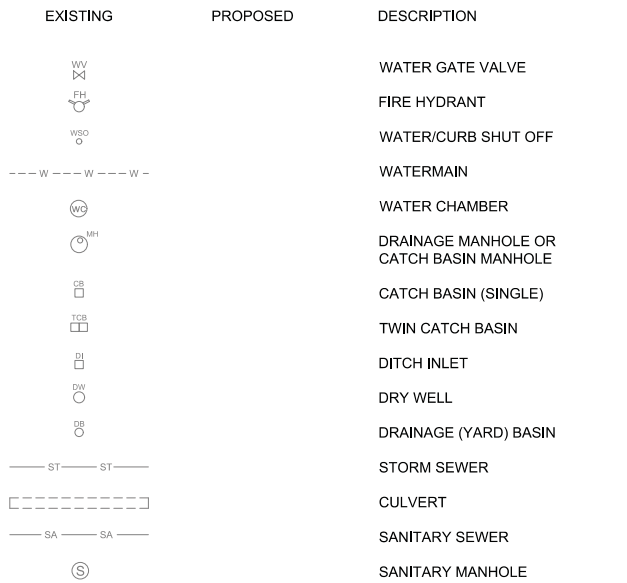 EXISTING PROPOSED DESCRIPTION
WV WATER GATE VALVE
FH FIRE HYDRANT
WSO WATER/CURB SHUT OFF
W W W WATERMAIN
WC WATER CHAMBER
MH DRAINAGE MANHOLE OR
CATCH BASIN MANHOLE
CB CATCH BASIN (SINGLE)
TCB TWIN CATCH BASIN
DI DITCH INLET
DW DRY WELL
DB DRAINAGE (YARD) BASIN
ST ST STORM SEWER
CULVERT
SA SA SANITARY SEWER
S SANITARY MANHOLE